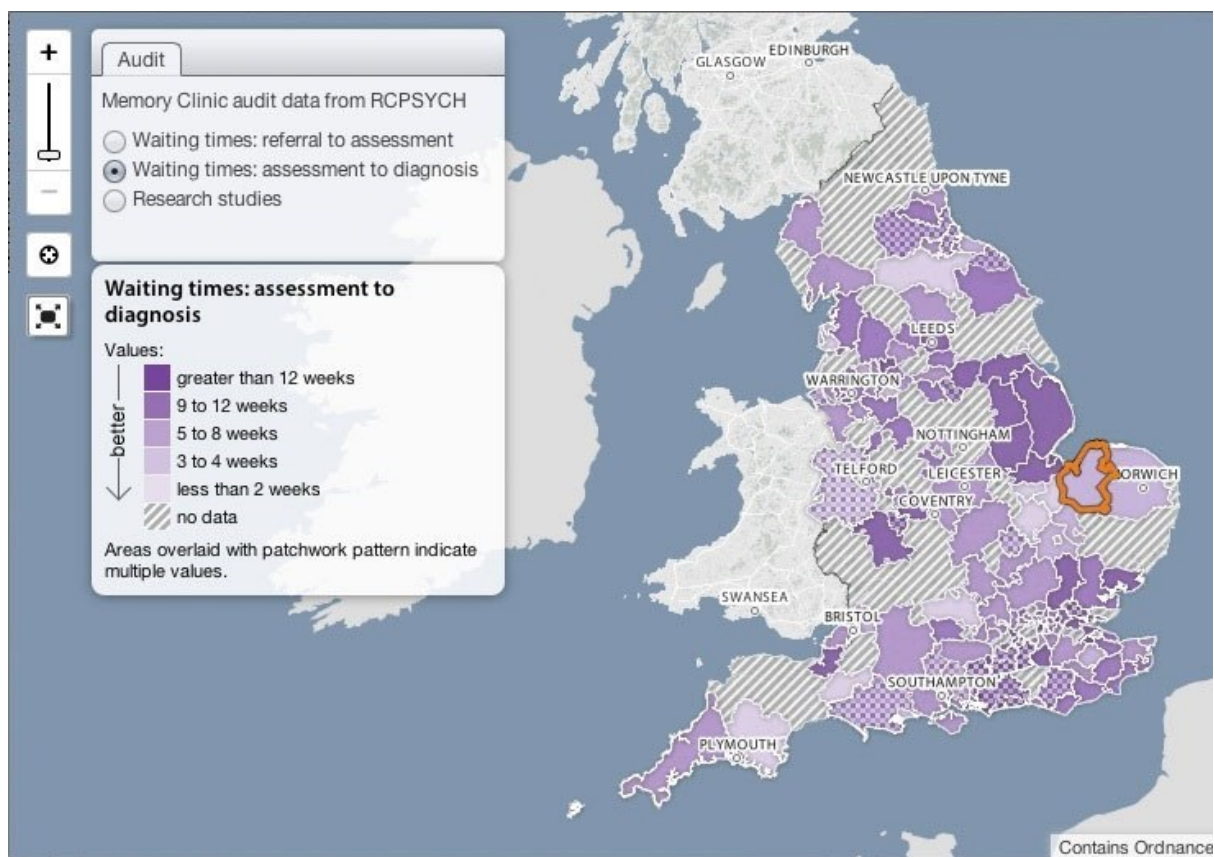 +
Audit
Memory Clinic audit data from RCPSYCH
Waiting times: referral to assessment
Waiting times: assessment to diagnosis
Research studies
−
Waiting times: assessment to
diagnosis
Values:
better
greater than 12 weeks
9 to 12 weeks
5 to 8 weeks
3 to 4 weeks
less than 2 weeks
no data
Areas overlaid with patchwork pattern indicate
multiple values.
EDINBURGH
GLASGOW
NEWCASTLE UPON TYNE
LEEDS
WARRINGTON
NOTTINGHAM
TELFORD
LEICESTER
ORWICH
COVENTRY
SWANSEA
BRISTOL
SOUTHAMPTON
PLYMOUTH
Contains Ordnance